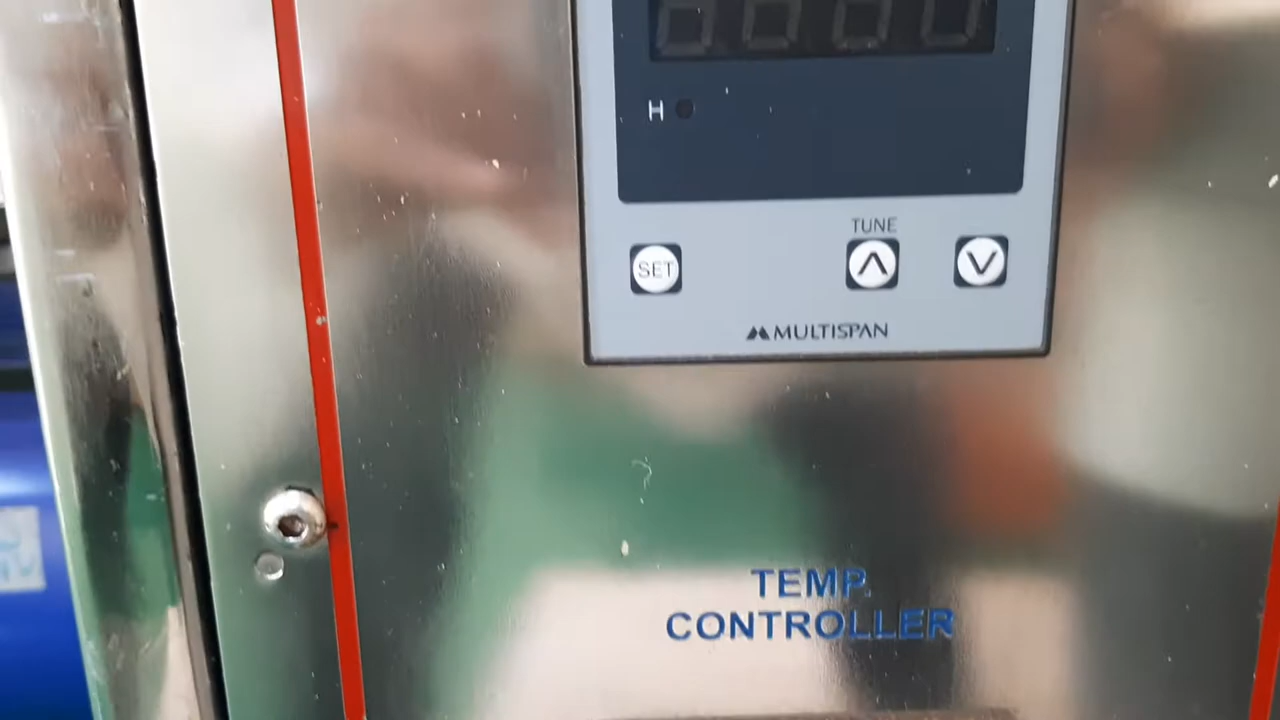 H
TUNE
SET
MULTISPAN
TEMP.
CONTROLLER